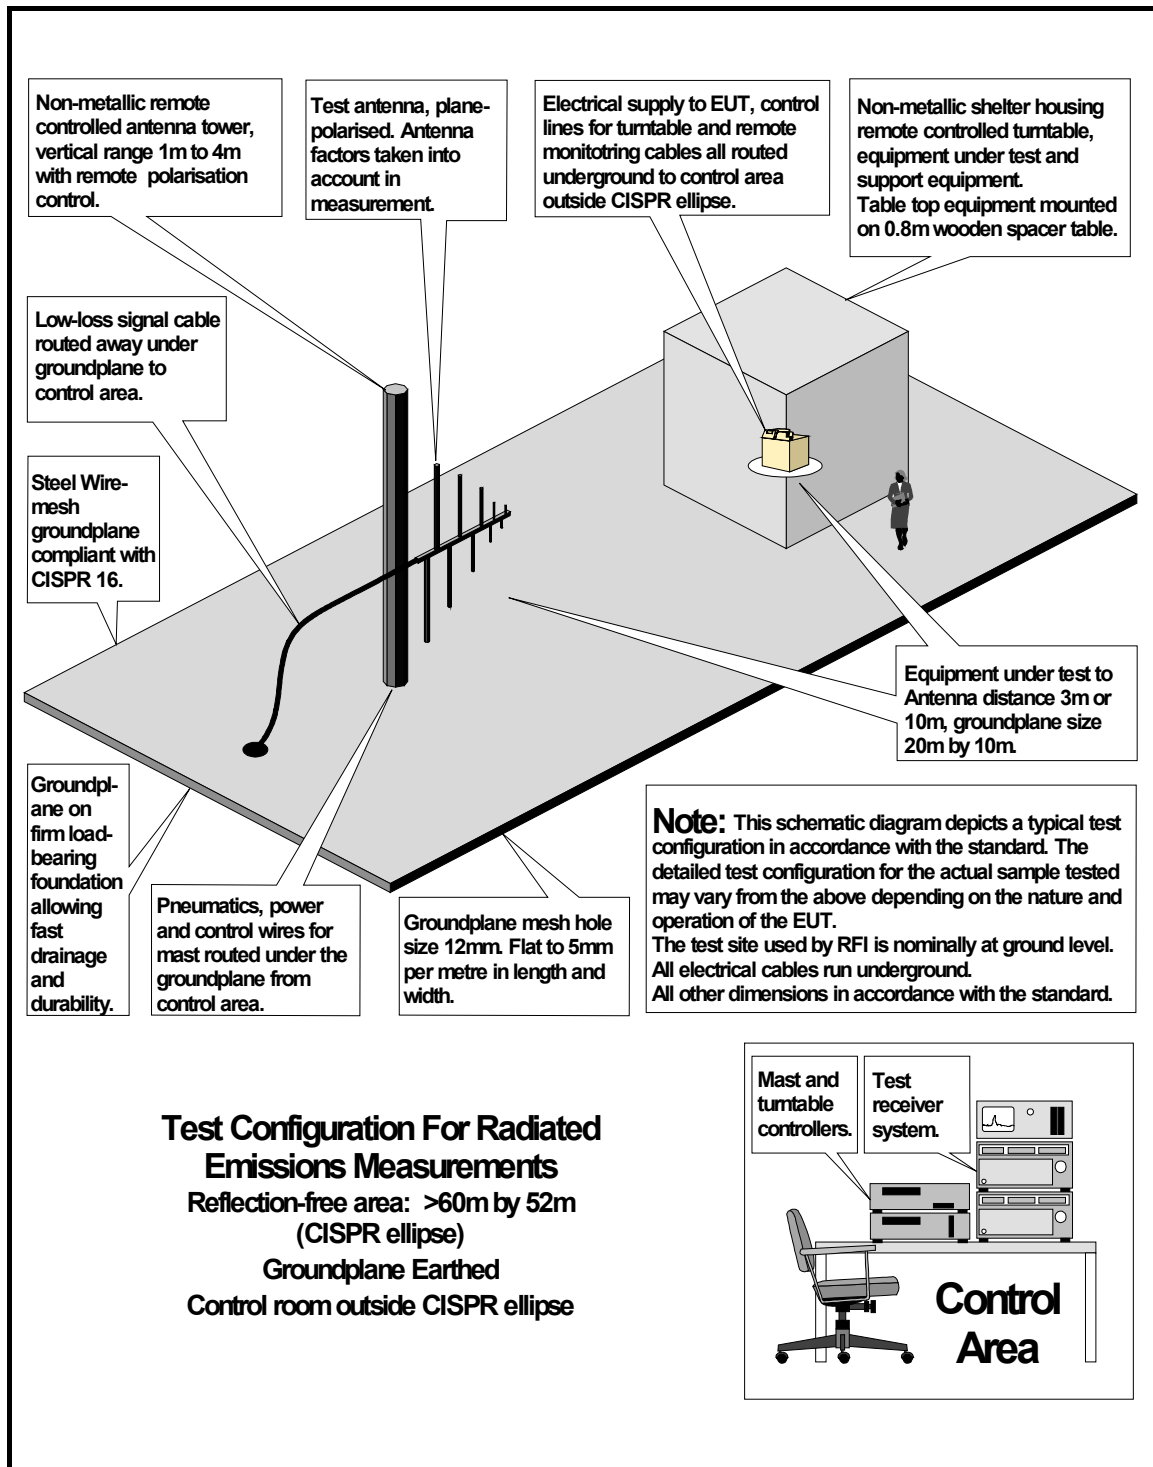 Non-metallic remote
controlled antenna tower,
vertical range 1m to 4m
with remote polarisation
control.
Test antenna, plane-
polarised. Antenna
factors taken into
account in
measurement.
Electrical supply to EUT, control
lines for turntable and remote
monitotring cables all routed
underground to control area
outside CISPR ellipse.
Non-metallic shelter housing
remote controlled turntable,
equipment under test and
support equipment.
Table top equipment mounted
on 0.8m wooden spacer table.
Low-loss signal cable
routed away under
groundplane to
control area.
Steel Wire-
mesh
groundplane
compliant with
CISPR 16.
Equipment under test to
Antenna distance 3m or
10m, groundplane size
20m by 10m.
Groundpl-
ane on
firm load-
bearing
foundation
allowing
fast
drainage
and
durability.
Pneumatics, power
and control wires for
mast routed under the
groundplane from
control area.
Groundplane mesh hole
size 12mm. Flat to 5mm
per metre in length and
width.
Note: This schematic diagram depicts a typical test
configuration in accordance with the standard. The
detailed test configuration for the actual sample tested
may vary from the above depending on the nature and
operation of the EUT.
The test site used by RFI is nominally at ground level.
All electrical cables run underground.
All other dimensions in accordance with the standard.
Test Configuration For Radiated
Emissions Measurements
Reflection-free area: >60m by 52m
(CISPR ellipse)
Groundplane Earthed
Control room outside CISPR ellipse
Mast and
turntable
controllers.
Test
receiver
system.
Control
Area